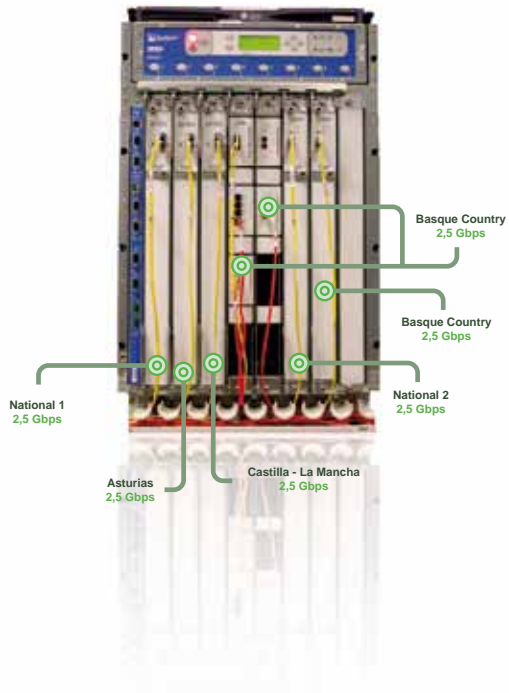 Basque Country
2,5 Gbps
Basque Country
2,5 Gbps
National 1
2,5 Gbps
National 2
2,5 Gbps
Asturias
2,5 Gbps
Castilla - La Mancha
2,5 Gbps